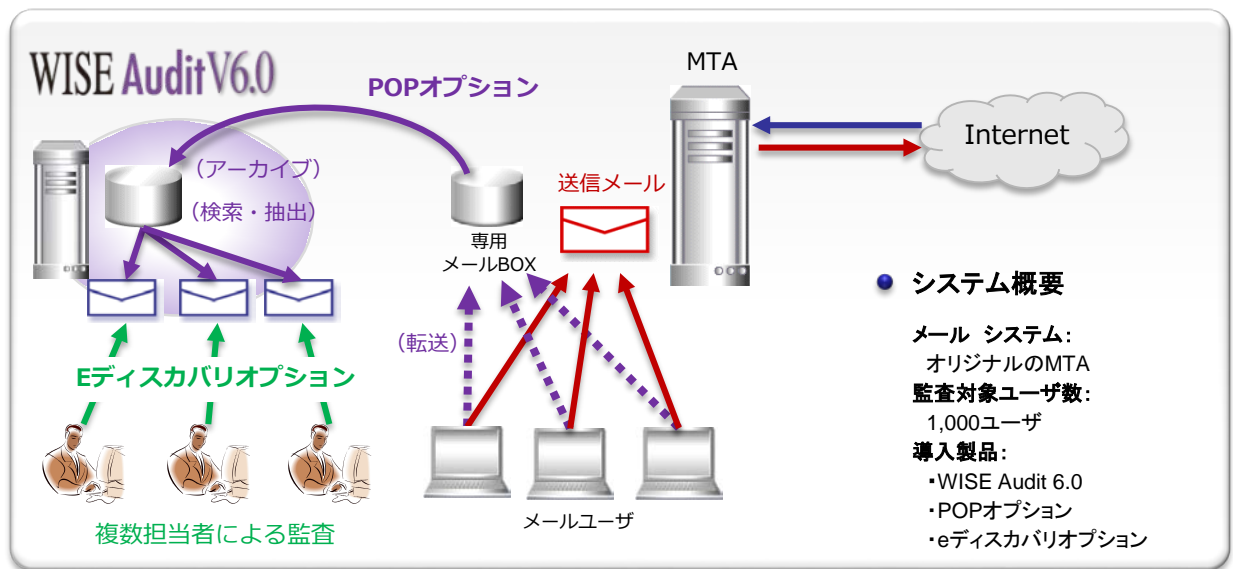 WISE Audit V6.0
POPオプション
MTA
Internet
(アーカイブ)
(検索・抽出)
専用
メールBOX
送信メール
(転送)
Eディスカバリオプション
複数担当者による監査
メールユーザ
システム概要
メール システム:
オリジナルのMTA
監査対象ユーザ数:
1,000ユーザ
導入製品:
・WISE Audit 6.0
・POPオプション
・eディスカバリオプション